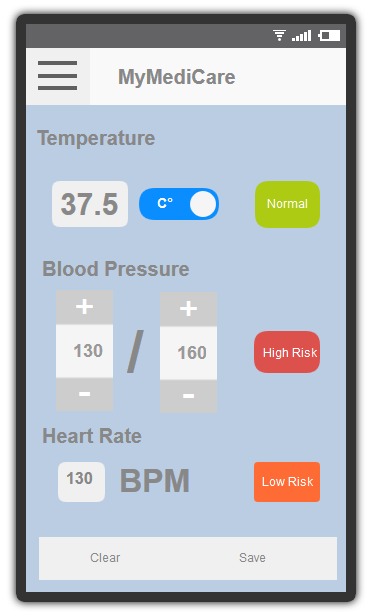 MyMediCare
Temperature
37.5 C° Normal
Blood Pressure
+ +
130 / 160 High Risk
- -
Heart Rate
130 BPM Low Risk
Clear Save